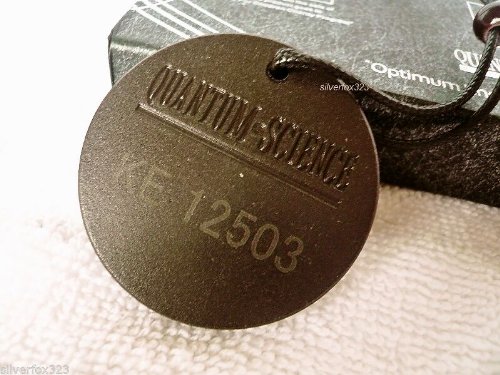 silverfox323
"Optimum
QUANTUM-SCIENCE
KE 12503
silverfox323